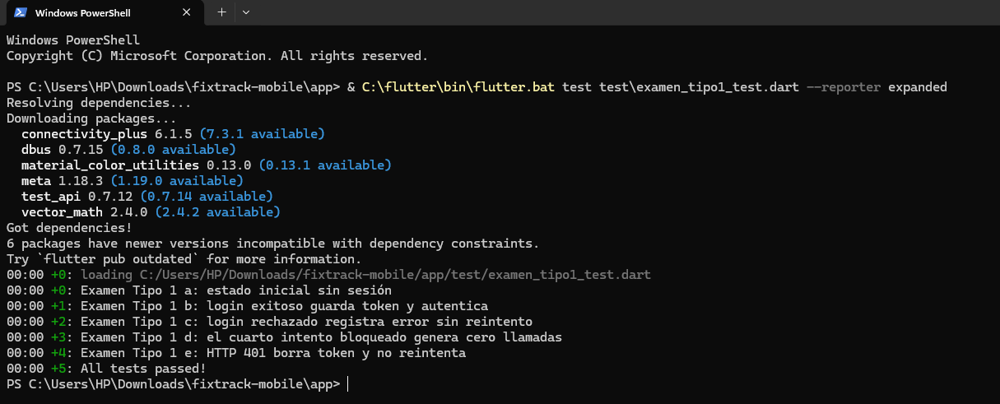 Windows PowerShell
Windows PowerShell
Copyright (C) Microsoft Corporation. All rights reserved.
PS C:\Users\HP\Downloads\fixtrack-mobile\app> & C:\flutter\bin\flutter.bat test test\examen_tipo1_test.dart --reporter expanded
Resolving dependencies...
Downloading packages...
  connectivity_plus 6.1.5 (7.3.1 available)
  dbus 0.7.15 (0.8.0 available)
  material_color_utilities 0.13.0 (0.13.1 available)
  meta 1.18.3 (1.19.0 available)
  test_api 0.7.12 (0.7.14 available)
  vector_math 2.4.0 (2.4.2 available)
Got dependencies!
6 packages have newer versions incompatible with dependency constraints.
Try `flutter pub outdated` for more information.
00:00 +0: loading C:/Users/HP/Downloads/fixtrack-mobile/app/test/examen_tipo1_test.dart
00:00 +0: Examen Tipo 1 a: estado inicial sin sesión
00:00 +1: Examen Tipo 1 b: login exitoso guarda token y autentica
00:00 +2: Examen Tipo 1 c: login rechazado registra error sin reintento
00:00 +3: Examen Tipo 1 d: el cuarto intento bloqueado genera cero llamadas
00:00 +4: Examen Tipo 1 e: HTTP 401 borra token y no reintenta
00:00 +5: All tests passed!
PS C:\Users\HP\Downloads\fixtrack-mobile\app>